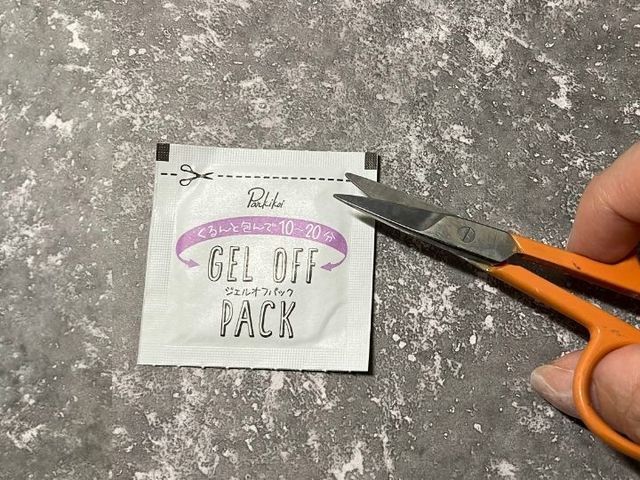 Parikikoi
くるんと包んで10〜20分
GEL OFF
ジェルオフパック
PACK